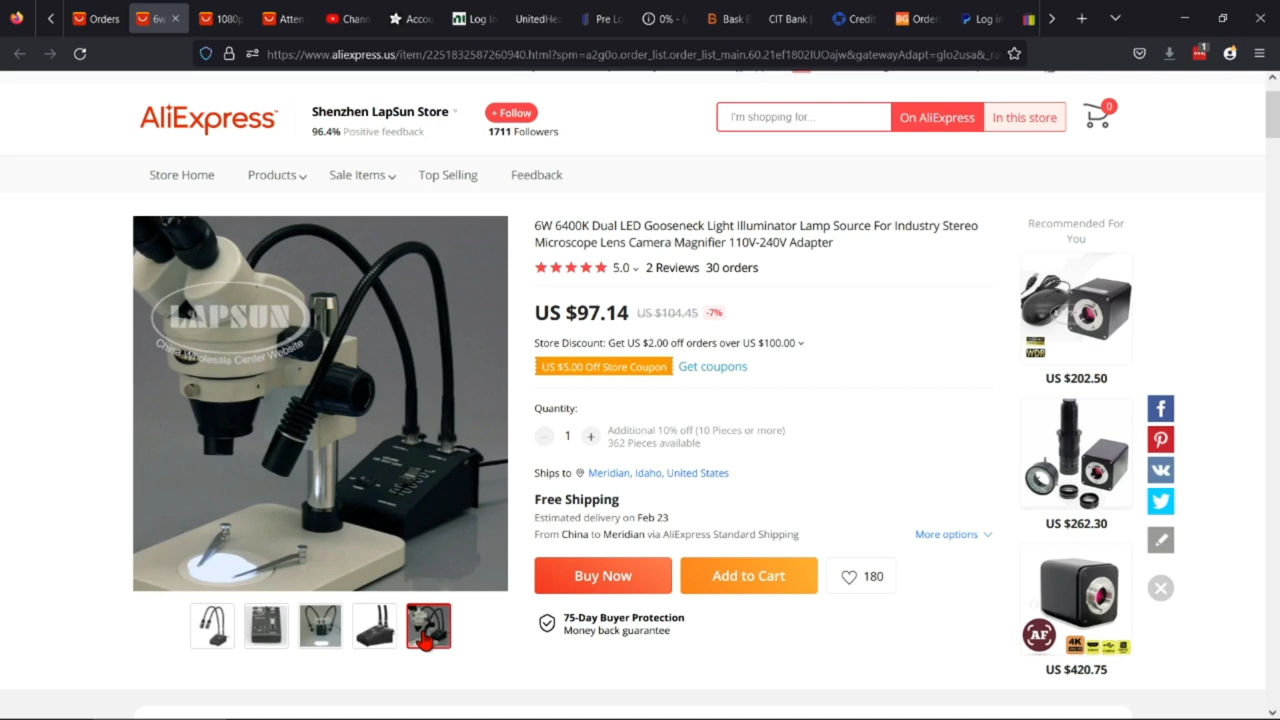 Orders
6w
1080p
Atten
Chann
Accou
Log In
UnitedHe
Pre Lo
0% -
Bask E
CIT Bank
Credit
Orde
Log in
https://www.aliexpress.us/item/2251832587260940.html?spm=a2g0o.order_list.order_list_main.60.21ef1802IUOajw&gatewayAdapt=glo2usa&_ra
1
AliExpress™
Shenzhen LapSun Store
96.4% Positive feedback
+ Follow
1711 Followers
I'm shopping for...
On AliExpress
In this store
0
Store Home
Products
Sale Items
Top Selling
Feedback
LAPSUN
China Wholesale Center Website
6W 6400K Dual LED Gooseneck Light Illuminator Lamp Source For Industry Stereo
Microscope Lens Camera Magnifier 110V-240V Adapter
5.0 2 Reviews 30 orders
US $97.14 US $104.45 -7%
Store Discount: Get US $2.00 off orders over US $100.00
US $5.00 Off Store Coupon Get coupons
Quantity:
− 1 +
Additional 10% off (10 Pieces or more)
362 Pieces available
Ships to Meridian, Idaho, United States
Free Shipping
Estimated delivery on Feb 23
From China to Meridian via AliExpress Standard Shipping
More options
Buy Now
Add to Cart
180
75-Day Buyer Protection
Money back guarantee
Recommended For
You
WDR
US $202.50
US $262.30
AF
4K
US $420.75